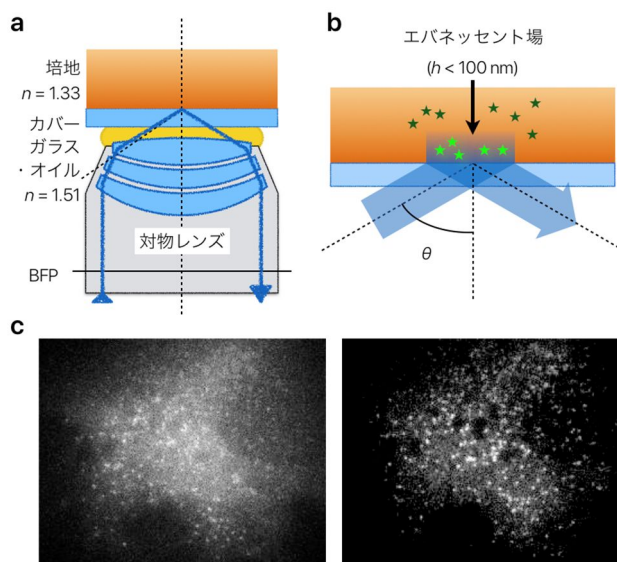 a
培地
n = 1.33
カバー
ガラス
・オイル
n = 1.51
対物レンズ
BFP
b
エバネッセント場
(h < 100 nm)
θ
c